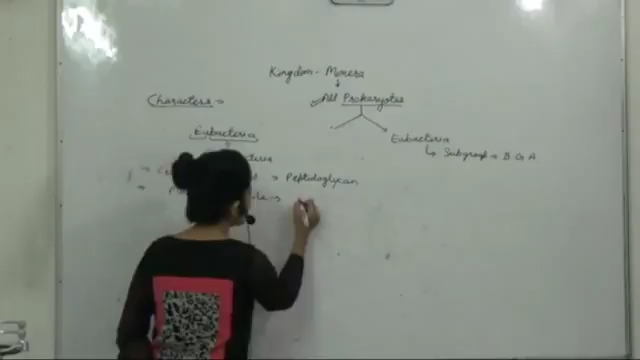 Kingdom - Monera
↓
Characters → All Prokaryotes
Eubacteria Eubacteria
↳ Subgroup = B G A
⇒ → Peptidoglycan
⇒ →